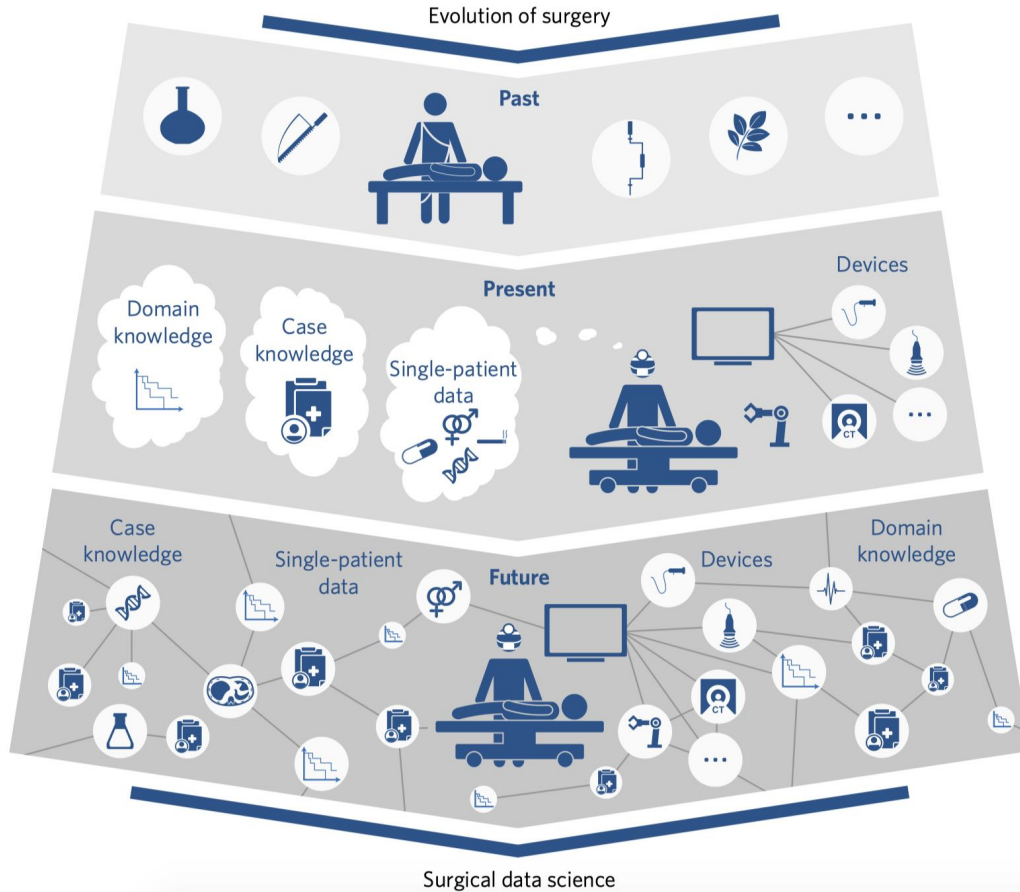 Evolution of surgery
Past
...
Present
Devices
Domain
knowledge
Case
knowledge
Single-patient
data
...
CT
Future
Case
knowledge
Single-patient
data
Devices
Domain
knowledge
CT
...
Surgical data science